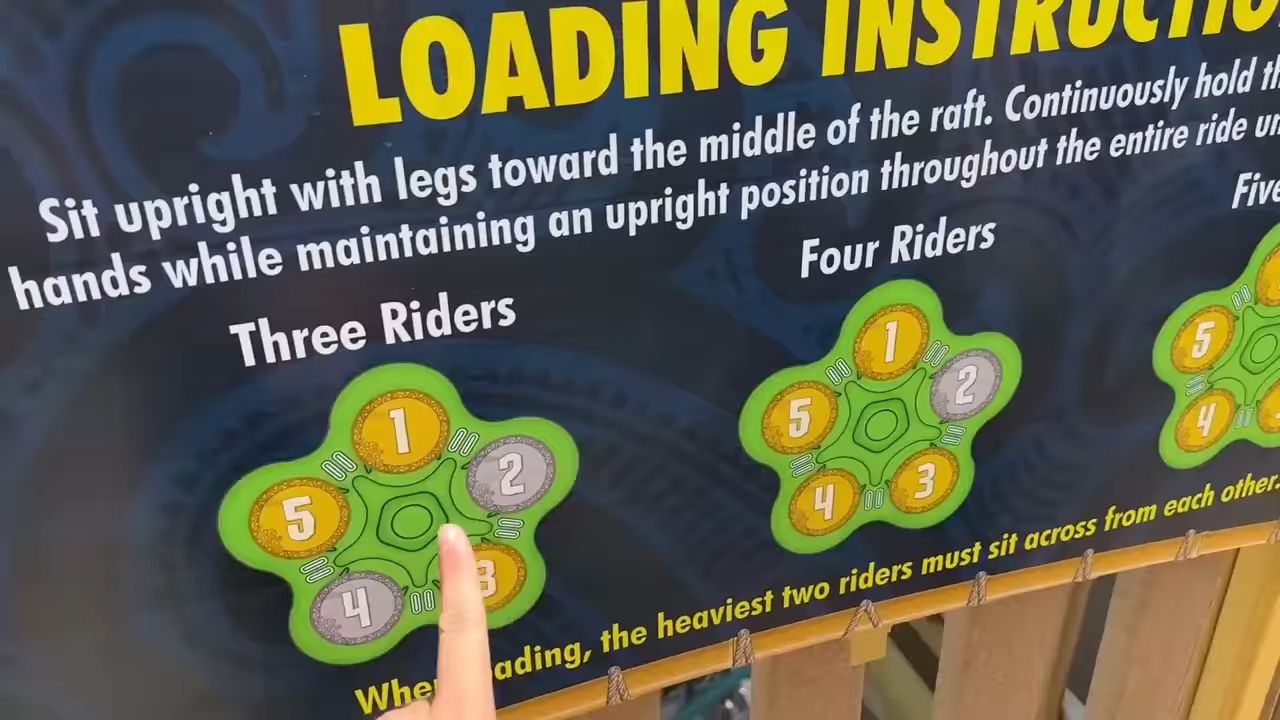 LOADING INSTRUCTIO
Sit upright with legs toward the middle of the raft. Continuously hold th
hands while maintaining an upright position throughout the entire ride un
Three Riders
1
2
3
4
5
Four Riders
1
2
3
4
5
Five
5
4
Whe ading, the heaviest two riders must sit across from each other.